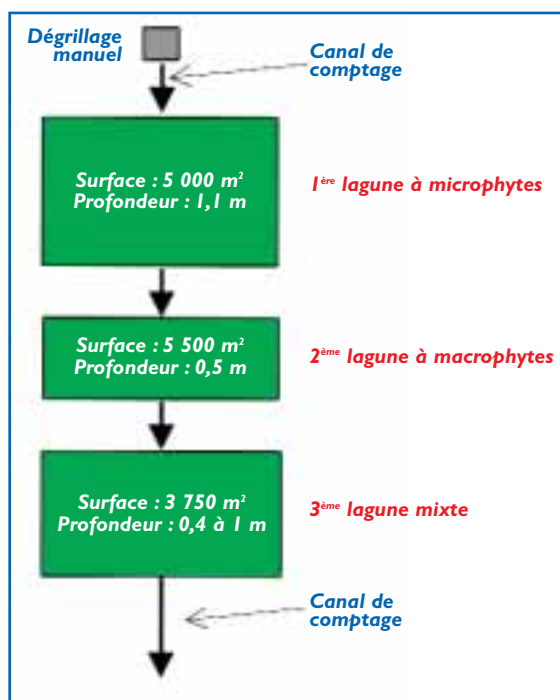 Dégrillage
manuel
Canal de
comptage
Surface : 5 000 m²
Profondeur : 1,1 m
1ère lagune à microphytes
Surface : 5 500 m²
Profondeur : 0,5 m
2ème lagune à macrophytes
Surface : 3 750 m²
Profondeur : 0,4 à 1 m
3ème lagune mixte
Canal de
comptage